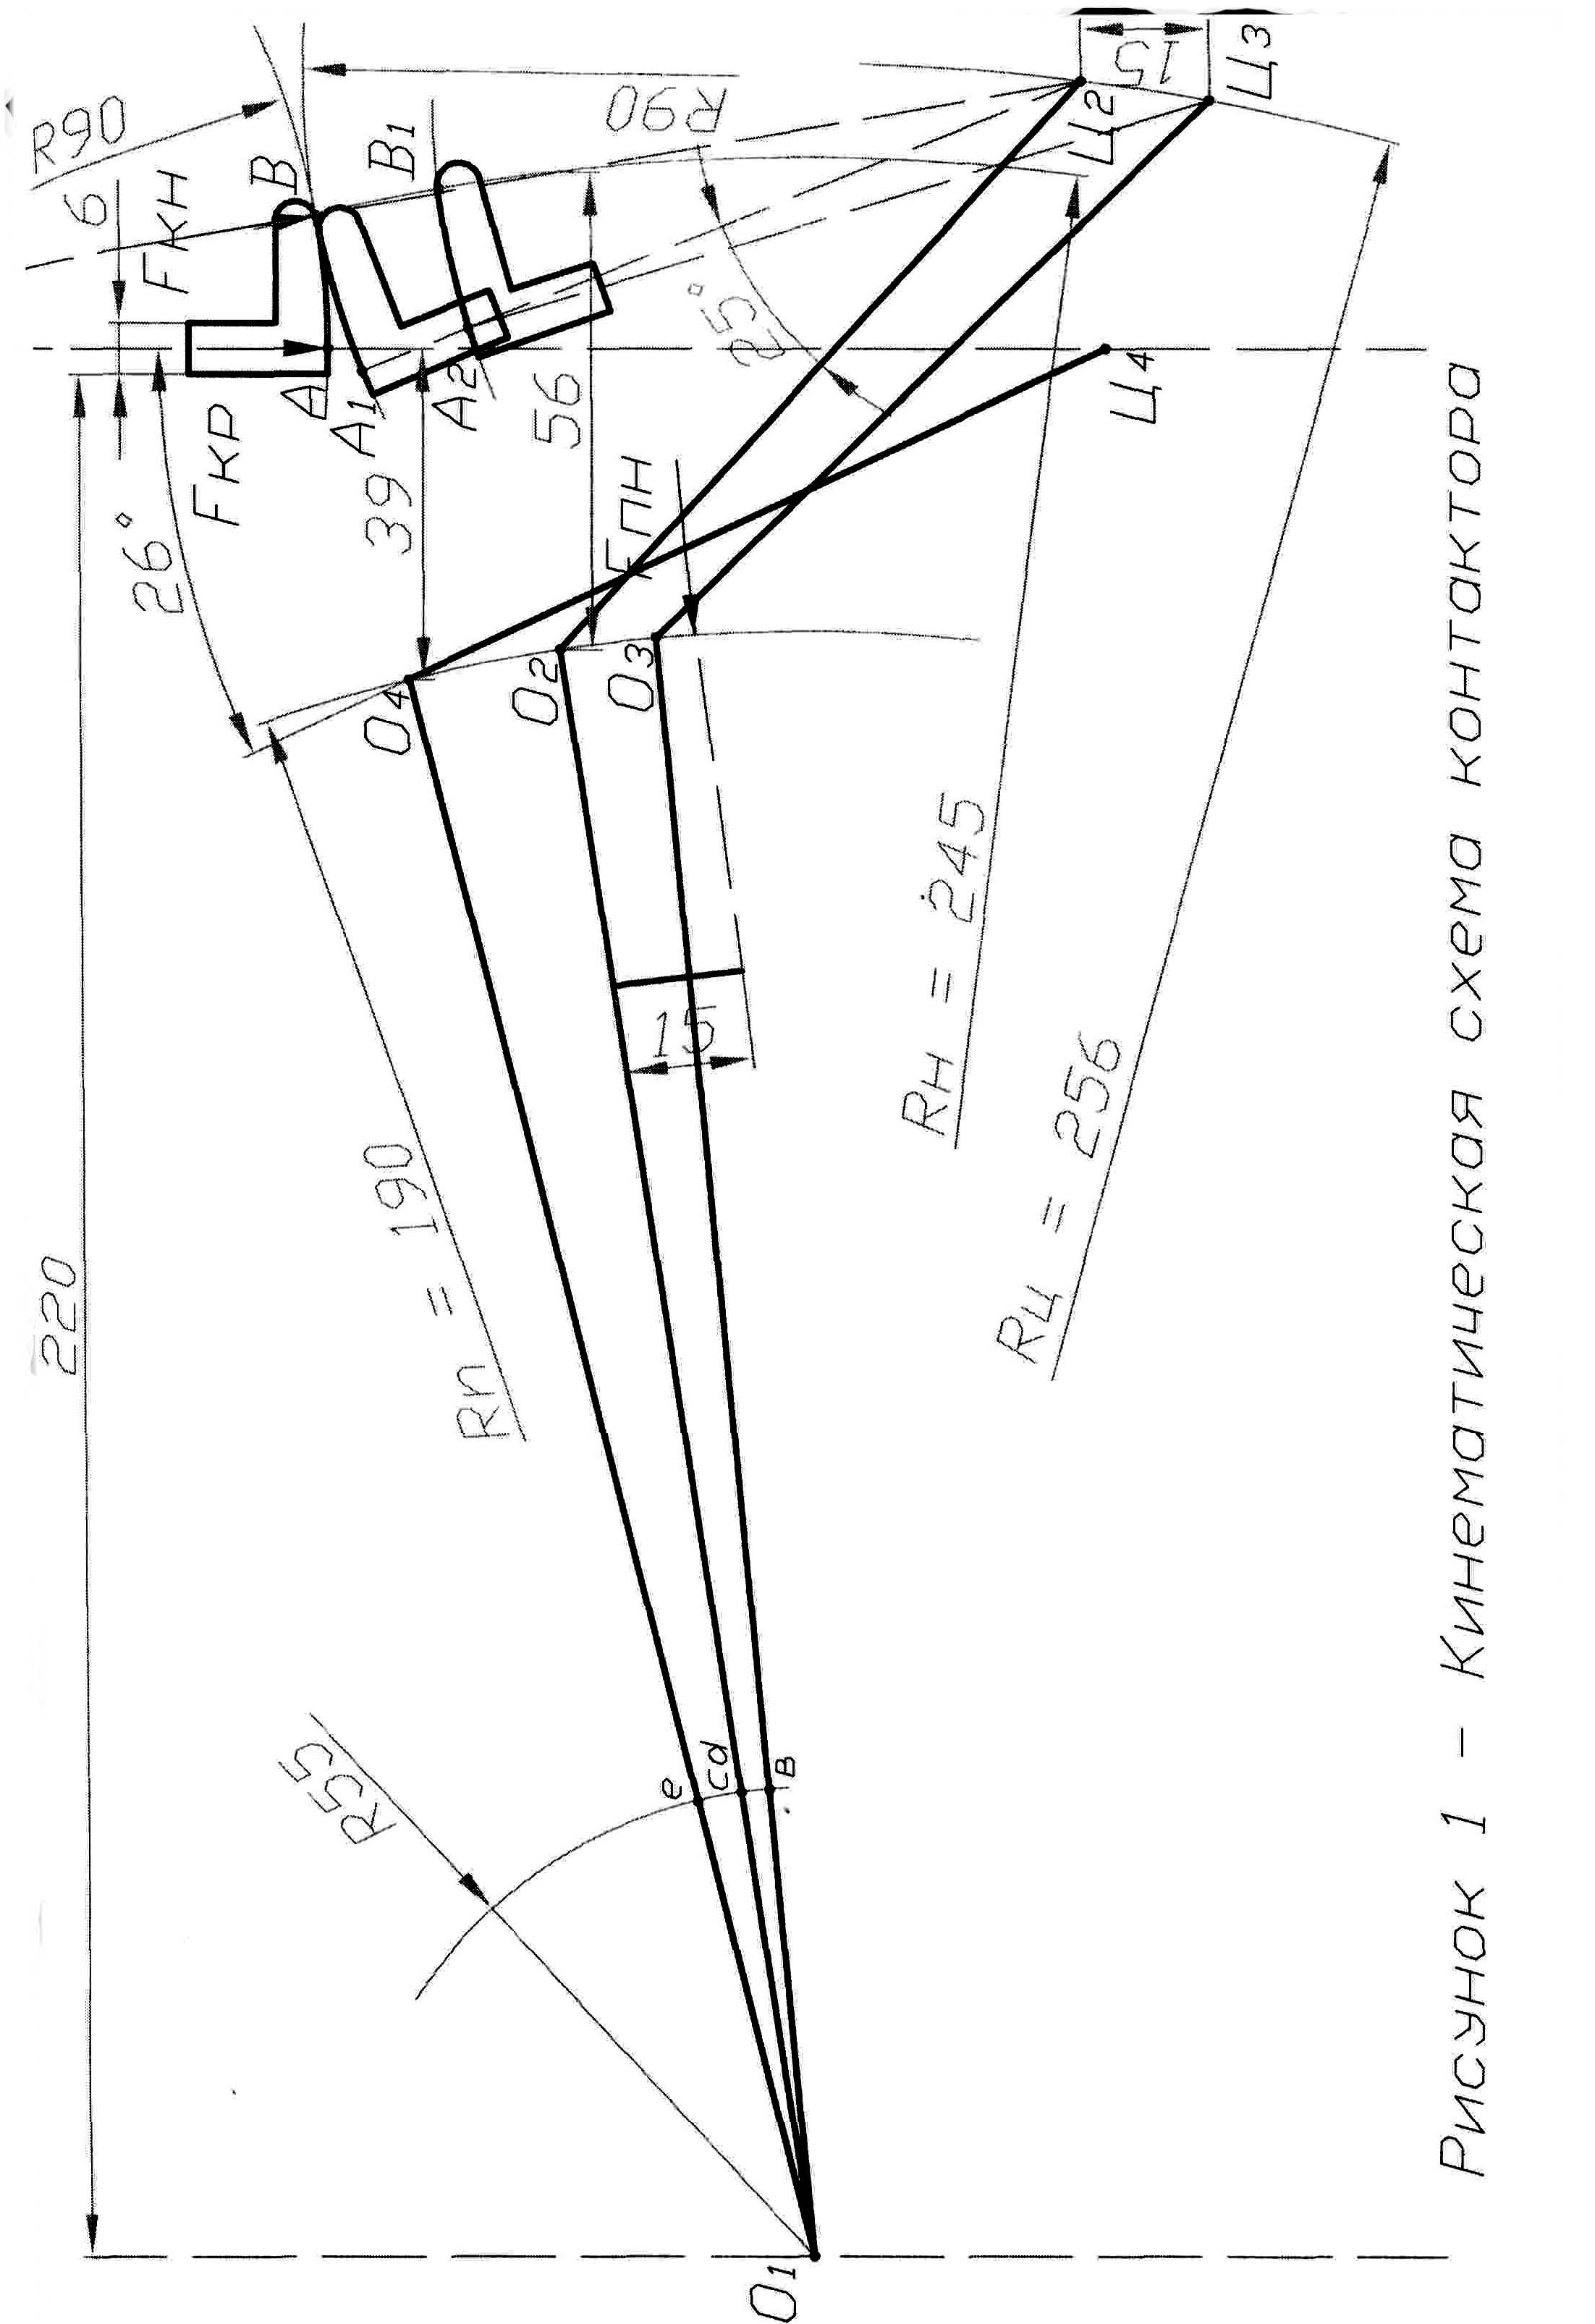 220
R90
6
Fкн
B
B1
R90
15
Ц2
Ц3
Fкр
A
A1
A2
26°
39
56
25°
Fпн
Ц4
O4
O2
O3
Rп = 190
15
Rн = 245
Rц = 256
R55
e
cd
в
O1
Рисунок 1 - Кинематическая схема контактора